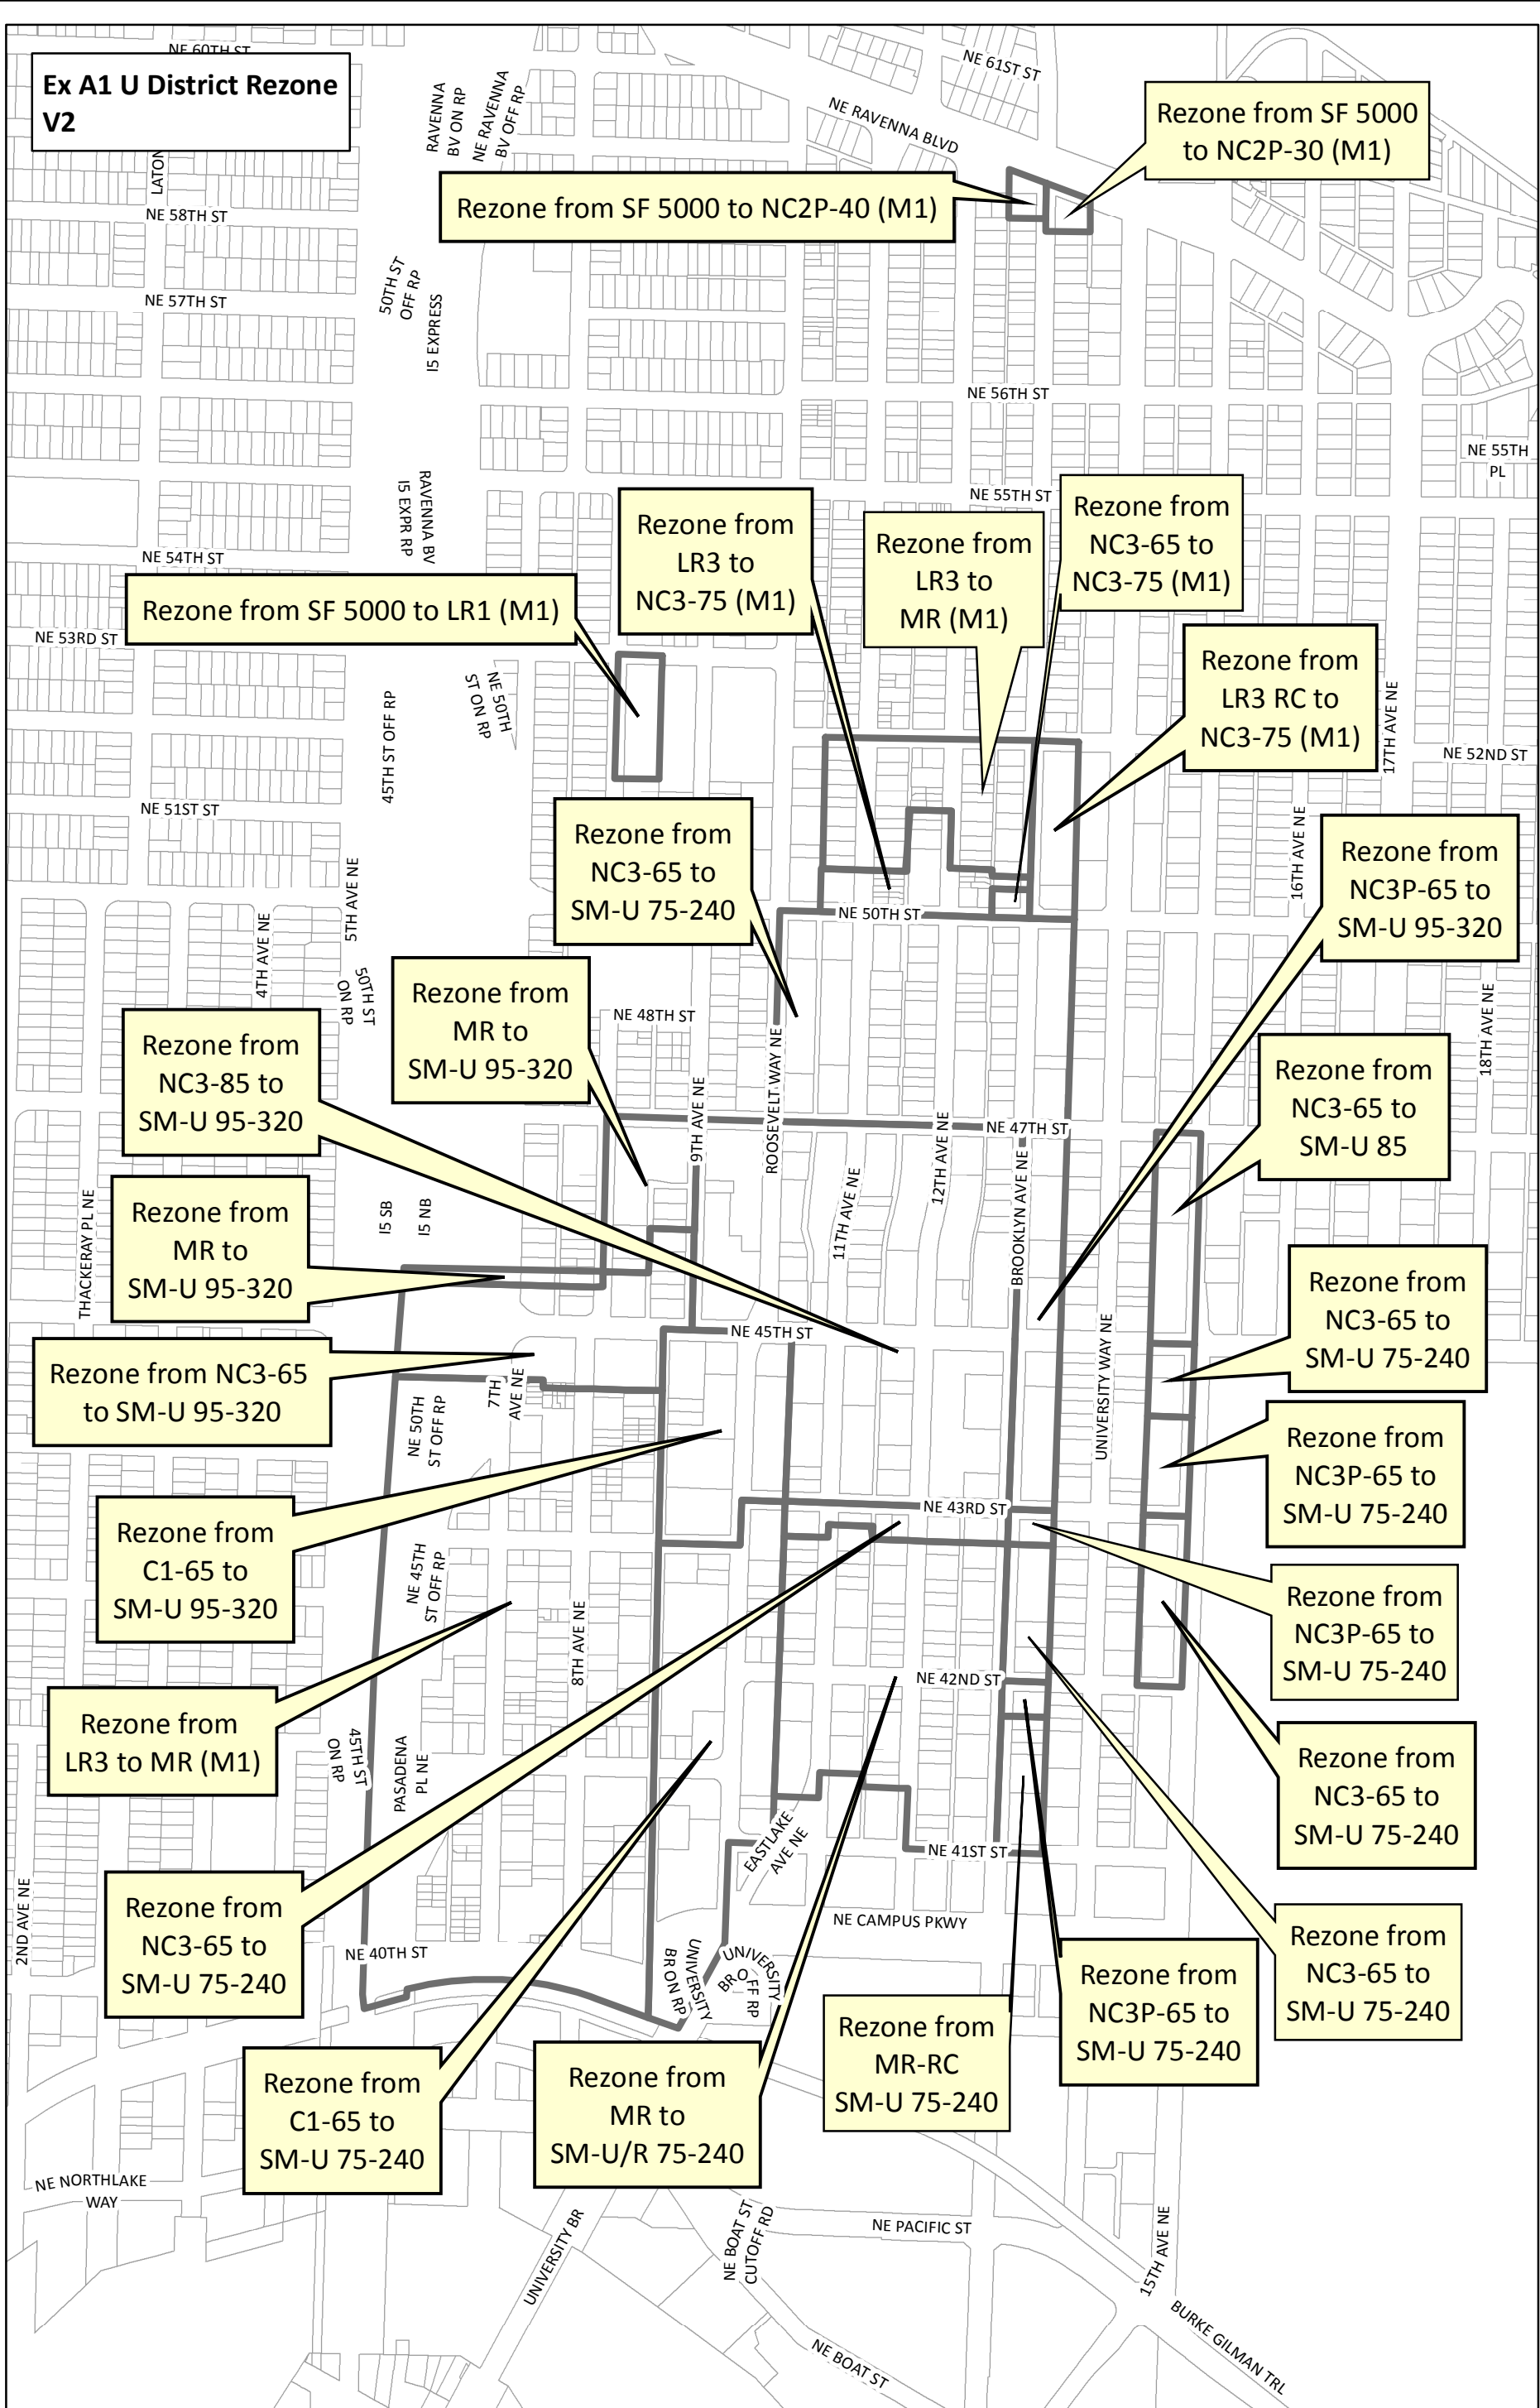 NE 60TH ST
Ex A1 U District Rezone
V2
LATON
NE 58TH ST
NE 57TH ST
RAVENNA
BV ON RP
NE RAVENNA
BV OFF RP
NE 61ST ST
NE RAVENNA BLVD
Rezone from SF 5000
to NC2P-30 (M1)
Rezone from SF 5000 to NC2P-40 (M1)
50TH ST
OFF RP
I5 EXPRESS
NE 56TH ST
NE 55TH
PL
NE 55TH ST
RAVENNA BV
I5 EXPR RP
NE 54TH ST
Rezone from
LR3 to
NC3-75 (M1)
Rezone from
LR3 to
MR (M1)
Rezone from
NC3-65 to
NC3-75 (M1)
Rezone from SF 5000 to LR1 (M1)
NE 53RD ST
Rezone from
LR3 RC to
NC3-75 (M1)
NE 50TH
ST ON RP
45TH ST OFF RP
17TH AVE NE
NE 52ND ST
NE 51ST ST
Rezone from
NC3-65 to
SM-U 75-240
16TH AVE NE
Rezone from
NC3P-65 to
SM-U 95-320
5TH AVE NE
4TH AVE NE
50TH ST
ON RP
NE 50TH ST
Rezone from
MR to
SM-U 95-320
NE 48TH ST
18TH AVE NE
Rezone from
NC3-85 to
SM-U 95-320
Rezone from
NC3-65 to
SM-U 85
9TH AVE NE
ROOSEVELT WAY NE
NE 47TH ST
12TH AVE NE
11TH AVE NE
BROOKLYN AVE NE
THACKERAY PL NE
I5 SB
I5 NB
Rezone from
MR to
SM-U 95-320
Rezone from
NC3-65 to
SM-U 75-240
UNIVERSITY WAY NE
NE 45TH ST
Rezone from NC3-65
to SM-U 95-320
7TH
AVE NE
NE 50TH
ST OFF RP
Rezone from
NC3P-65 to
SM-U 75-240
Rezone from
C1-65 to
SM-U 95-320
NE 43RD ST
NE 45TH
ST OFF RP
Rezone from
NC3P-65 to
SM-U 75-240
8TH AVE NE
NE 42ND ST
Rezone from
LR3 to MR (M1)
45TH ST
ON RP
PASADENA
PL NE
Rezone from
NC3-65 to
SM-U 75-240
EASTLAKE
AVE NE
NE 41ST ST
2ND AVE NE
Rezone from
NC3-65 to
SM-U 75-240
NE CAMPUS PKWY
NE 40TH ST
UNIVERSITY
BR ON RP
UNIVERSITY
BR OFF RP
Rezone from
NC3-65 to
SM-U 75-240
Rezone from
NC3P-65 to
SM-U 75-240
Rezone from
MR-RC
SM-U 75-240
Rezone from
C1-65 to
SM-U 75-240
Rezone from
MR to
SM-U/R 75-240
NE NORTHLAKE
WAY
UNIVERSITY BR
NE BOAT ST
CUTOFF RD
NE PACIFIC ST
15TH AVE NE
BURKE GILMAN TRL
NE BOAT ST